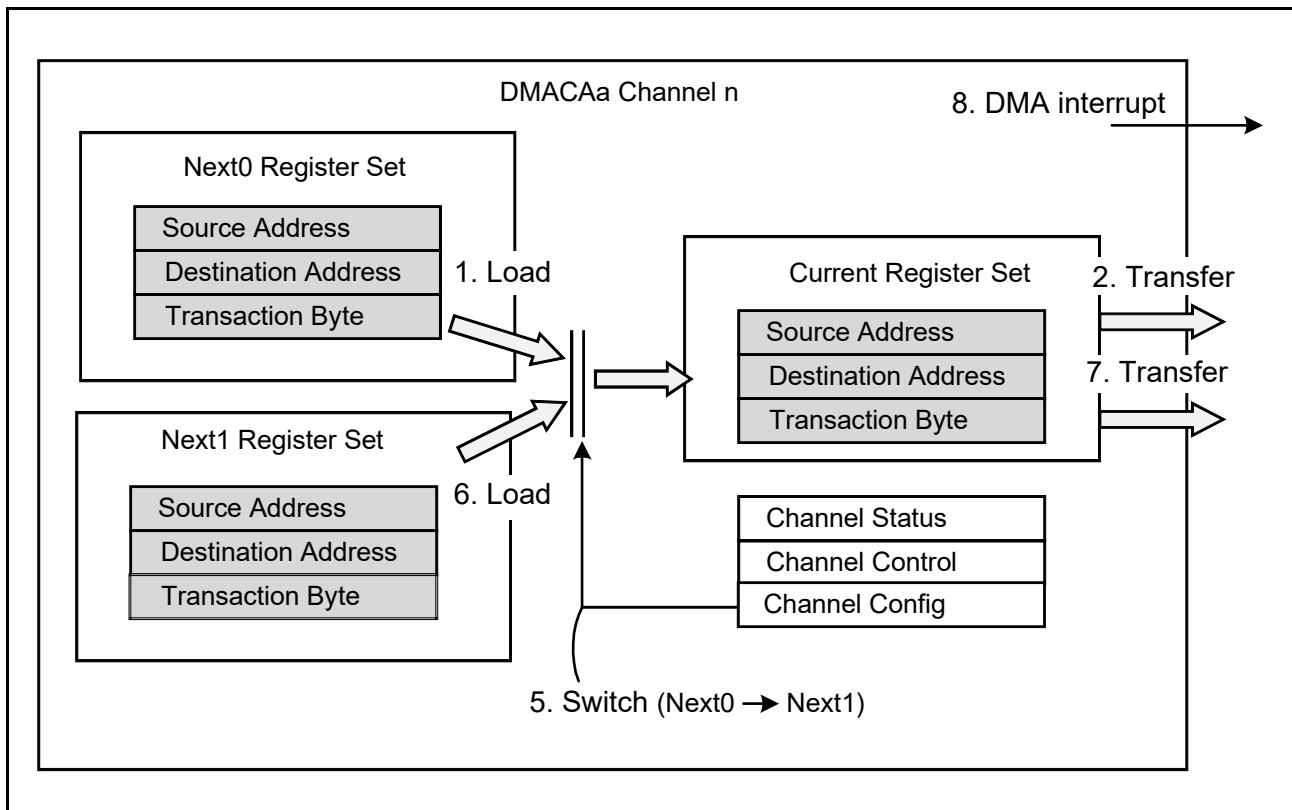 DMACAa Channel n
8. DMA interrupt
Next0 Register Set
Source Address
Destination Address
Transaction Byte
1. Load
Current Register Set
Source Address
Destination Address
Transaction Byte
2. Transfer
7. Transfer
Next1 Register Set
Source Address
Destination Address
Transaction Byte
6. Load
Channel Status
Channel Control
Channel Config
5. Switch (Next0 → Next1)